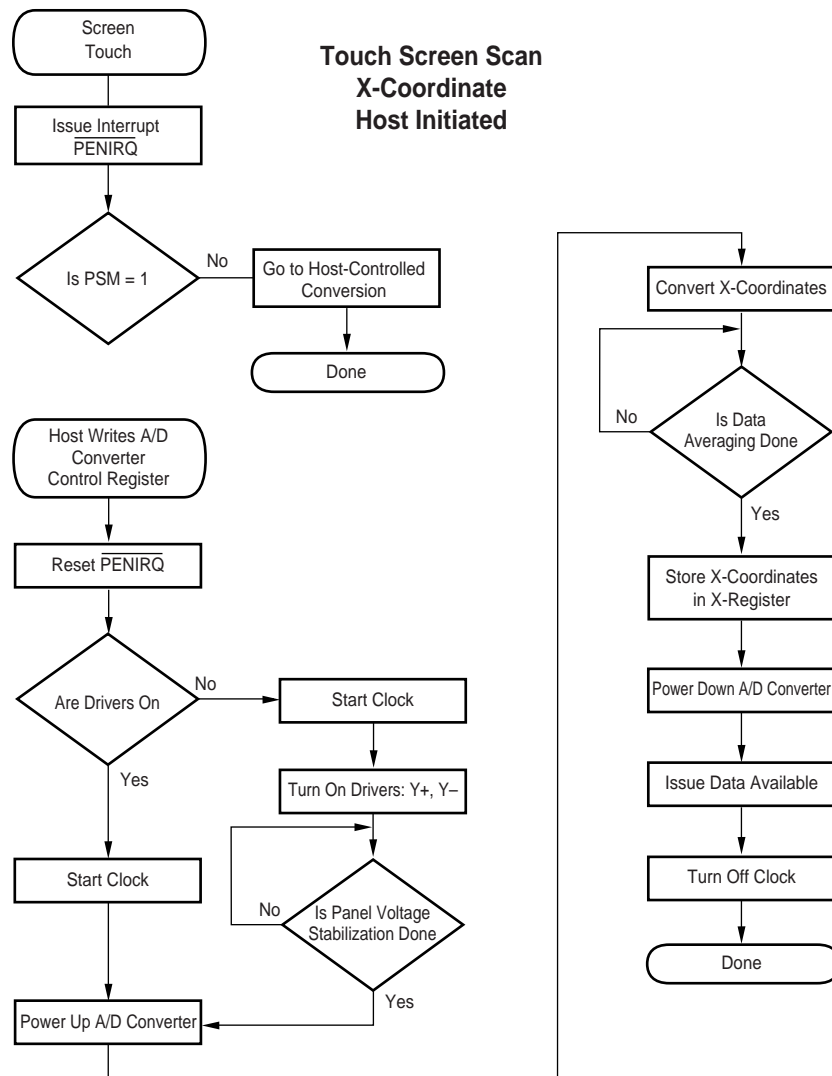 Touch Screen Scan
X-Coordinate
Host Initiated
Screen
Touch
Issue Interrupt
PENIRQ
Is PSM = 1
No
Go to Host-Controlled
Conversion
Done
Host Writes A/D
Converter
Control Register
Reset PENIRQ
Are Drivers On
No
Start Clock
Turn On Drivers: Y+, Y–
Is Panel Voltage
Stabilization Done
No
Yes
Yes
Start Clock
Power Up A/D Converter
Convert X-Coordinates
Is Data
Averaging Done
No
Yes
Store X-Coordinates
in X-Register
Power Down A/D Converter
Issue Data Available
Turn Off Clock
Done